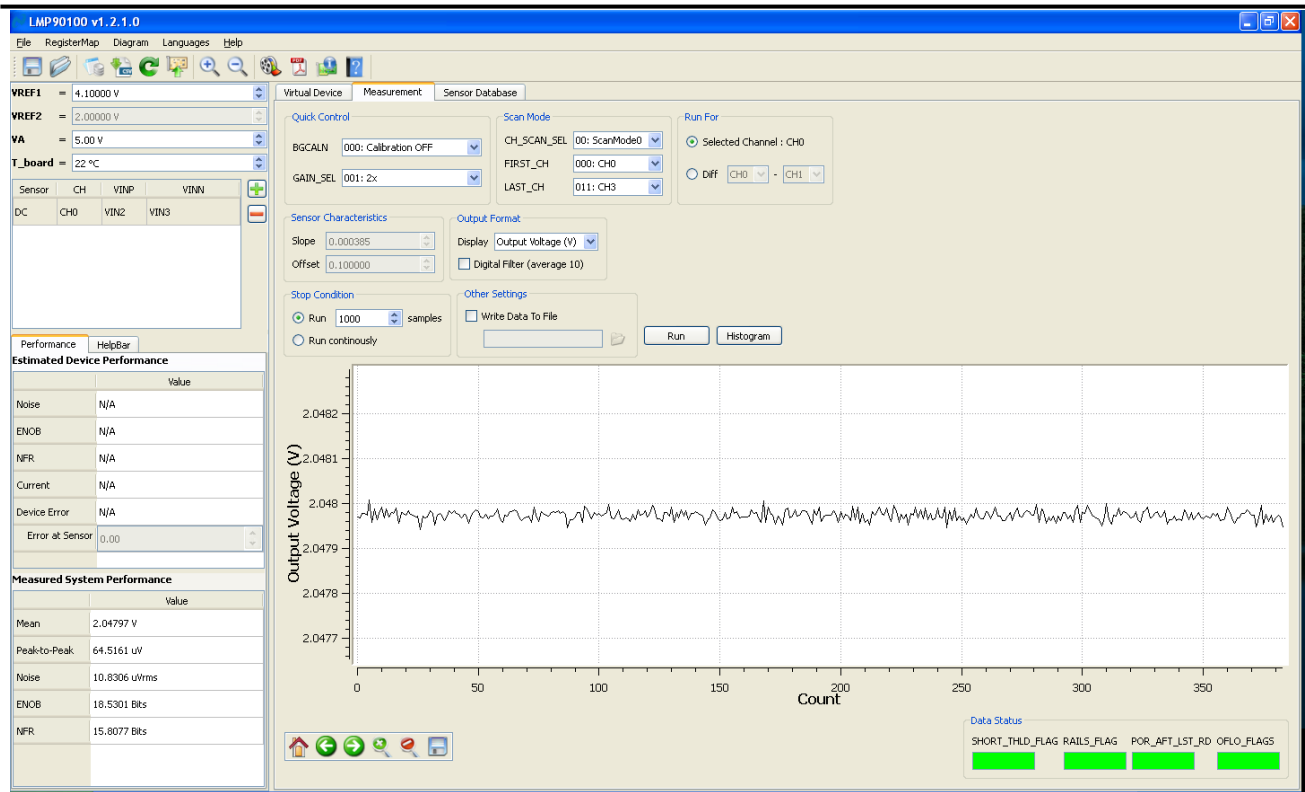 LMP90100 v1.2.1.0
File RegisterMap Diagram Languages Help
VREF1 = 4.10000 V
VREF2 = 2.00000 V
VA = 5.00 V
T_board = 22 °C
Sensor CH VINP VINN
DC CH0 VIN2 VIN3
Performance HelpBar
Estimated Device Performance
Value
Noise N/A
ENOB N/A
NFR N/A
Current N/A
Device Error N/A
Error at Sensor 0.00
Measured System Performance
Value
Mean 2.04797 V
Peak-to-Peak 64.5161 uV
Noise 10.8306 uVrms
ENOB 18.5301 Bits
NFR 15.8077 Bits
Virtual Device Measurement Sensor Database
Quick Control
BGCALN 000: Calibration OFF
GAIN_SEL 001: 2x
Scan Mode
CH_SCAN_SEL 00: ScanMode0
FIRST_CH 000: CH0
LAST_CH 011: CH3
Run For
Selected Channel : CH0
Diff CH0 - CH1
Sensor Characteristics
Slope 0.000385
Offset 0.100000
Output Format
Display Output Voltage (V)
Digital Filter (average 10)
Stop Condition
Run 1000 samples
Run continously
Other Settings
Write Data To File
Run Histogram
Output Voltage (V)
2.0482
2.0481
2.048
2.0479
2.0478
2.0477
0 50 100 150 200 250 300 350
Count
Data Status
SHORT_THLD_FLAG RAILS_FLAG POR_AFT_LST_RD OFLO_FLAGS